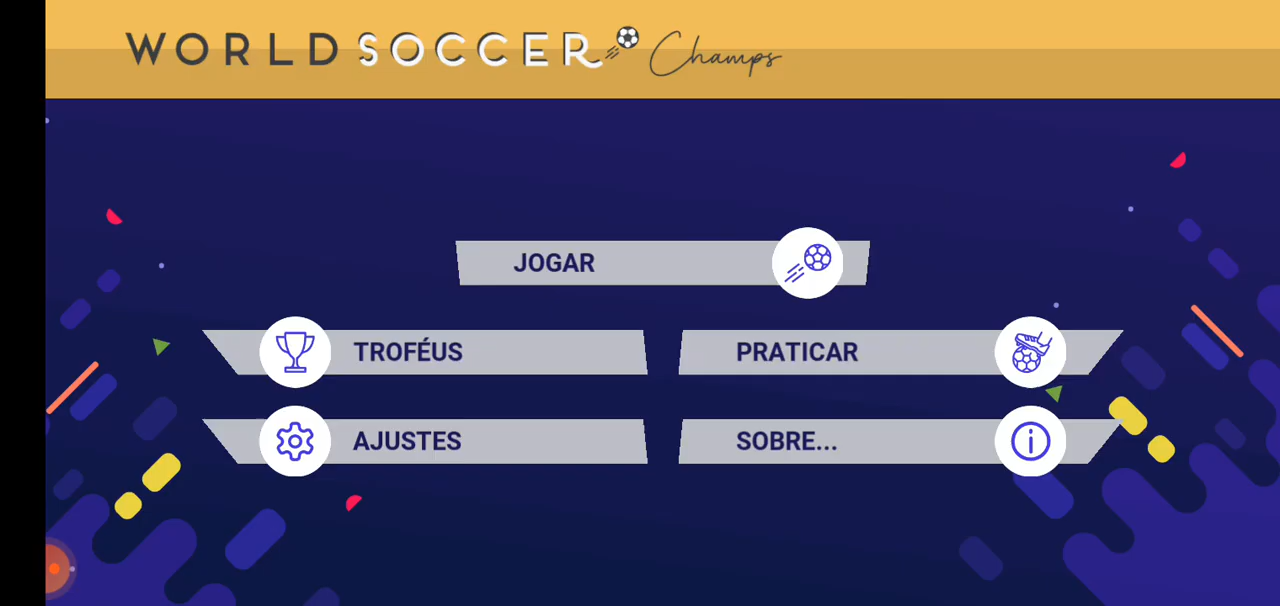 WORLD SOCCER Champs
JOGAR
TROFÉUS
PRATICAR
AJUSTES
SOBRE...